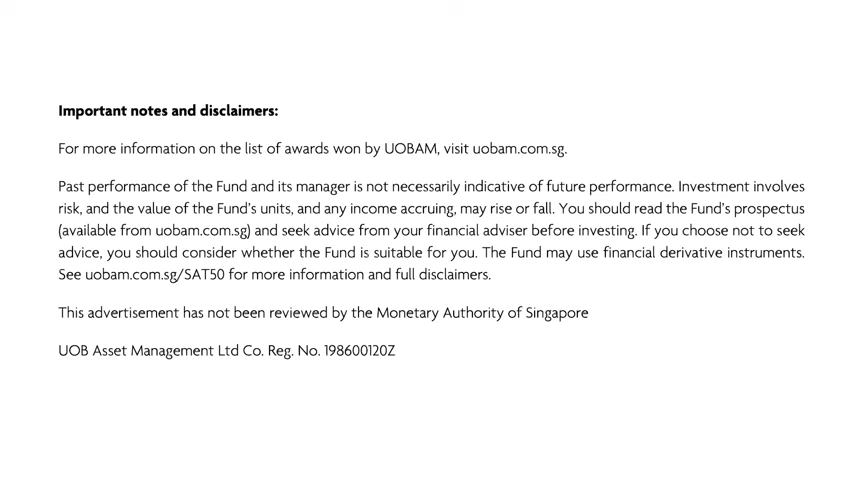 Important notes and disclaimers:
For more information on the list of awards won by UOBAM, visit uobam.com.sg.
Past performance of the Fund and its manager is not necessarily indicative of future performance. Investment involves
risk, and the value of the Fund's units, and any income accruing, may rise or fall. You should read the Fund's prospectus
(available from uobam.com.sg) and seek advice from your financial adviser before investing. If you choose not to seek
advice, you should consider whether the Fund is suitable for you. The Fund may use financial derivative instruments.
See uobam.com.sg/SAT50 for more information and full disclaimers.
This advertisement has not been reviewed by the Monetary Authority of Singapore
UOB Asset Management Ltd Co. Reg. No. 198600120Z